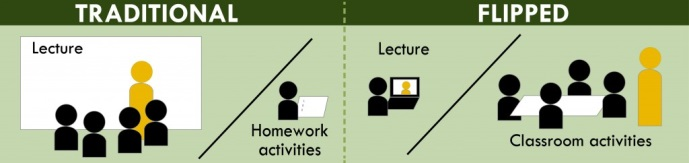 TRADITIONAL
Lecture
Homework
activities
FLIPPED
Lecture
Classroom activities